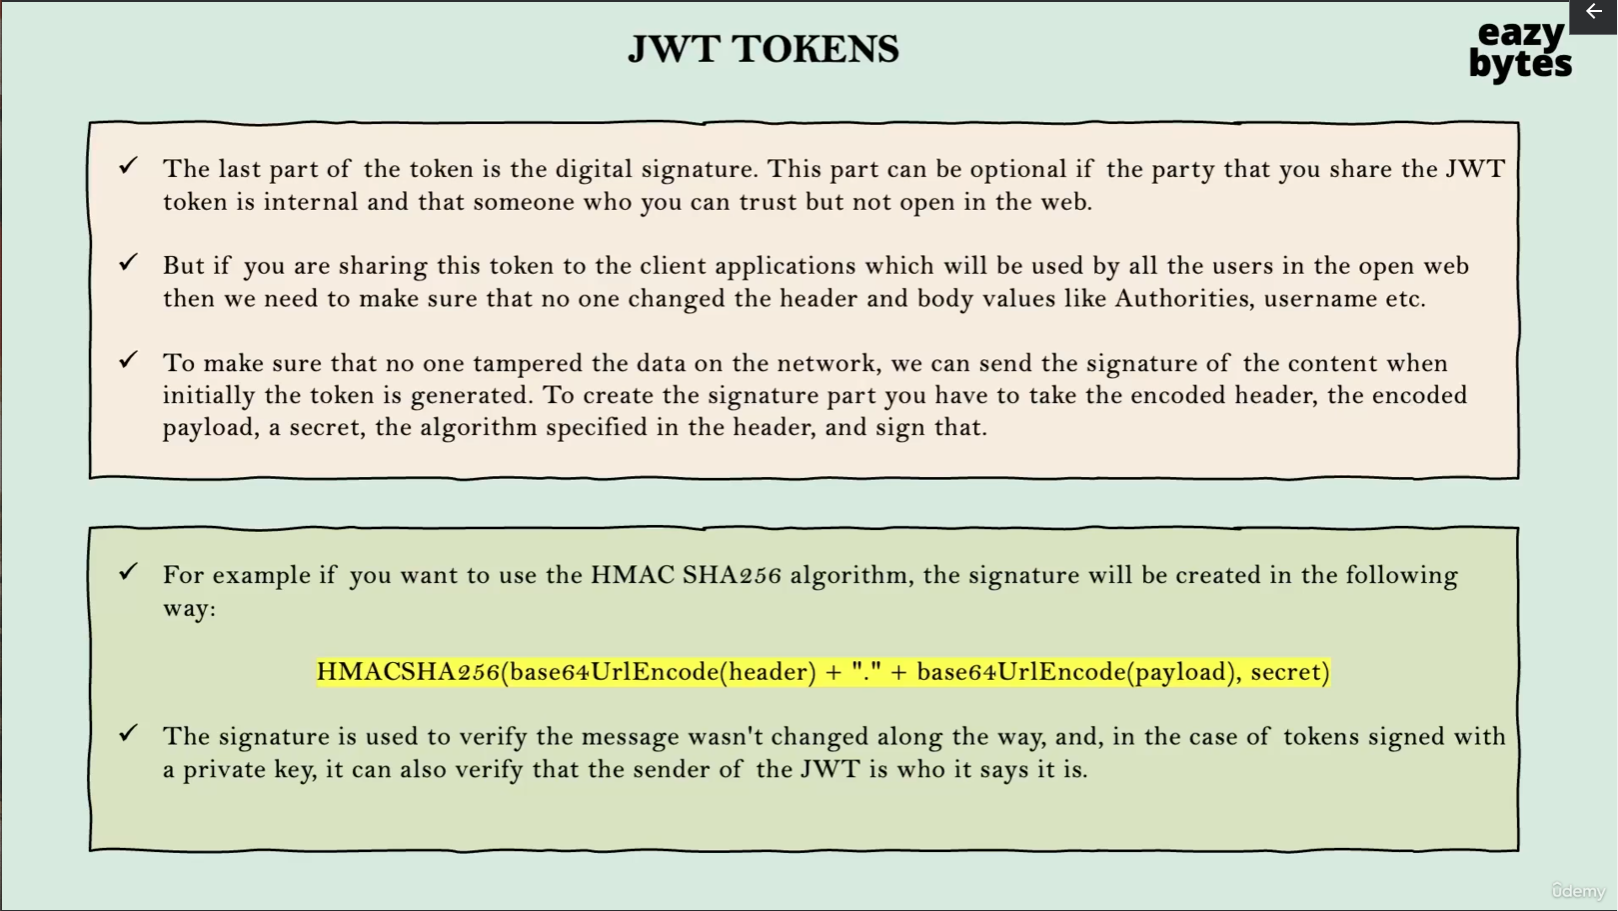 JWT TOKENS
eazy
bytes
✓ The last part of the token is the digital signature. This part can be optional if the party that you share the JWT
token is internal and that someone who you can trust but not open in the web.
✓ But if you are sharing this token to the client applications which will be used by all the users in the open web
then we need to make sure that no one changed the header and body values like Authorities, username etc.
✓ To make sure that no one tampered the data on the network, we can send the signature of the content when
initially the token is generated. To create the signature part you have to take the encoded header, the encoded
payload, a secret, the algorithm specified in the header, and sign that.
✓ For example if you want to use the HMAC SHA256 algorithm, the signature will be created in the following
way:
HMACSHA256(base64UrlEncode(header) + "." + base64UrlEncode(payload), secret)
✓ The signature is used to verify the message wasn't changed along the way, and, in the case of tokens signed with
a private key, it can also verify that the sender of the JWT is who it says it is.
ûdemy